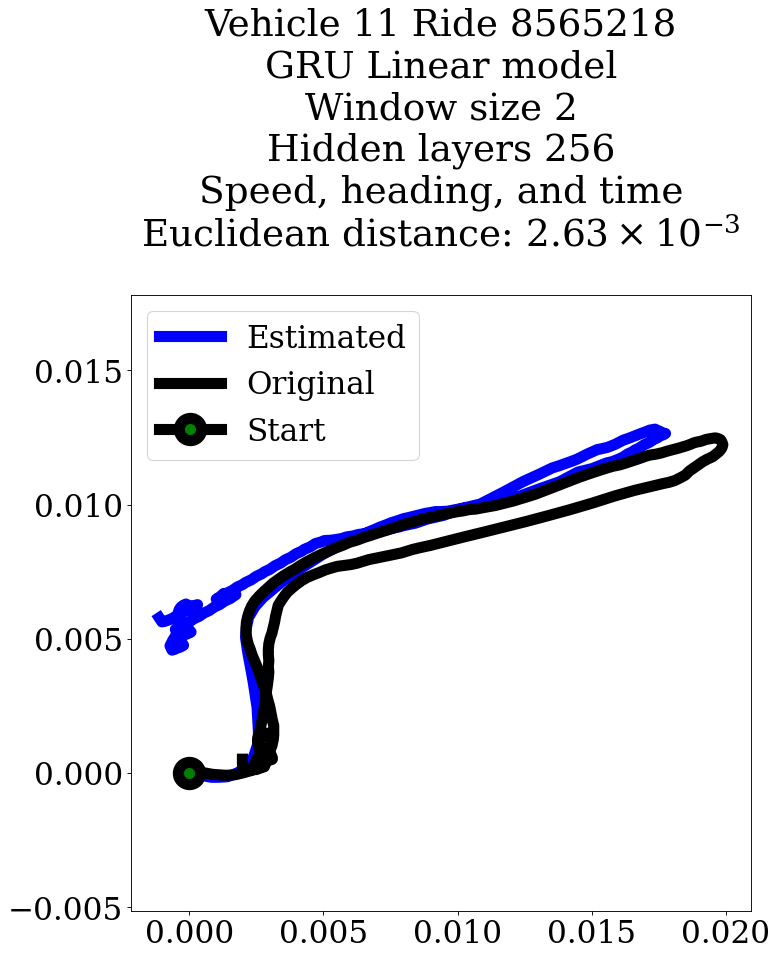 Vehicle 11 Ride 8565218
GRU Linear model
Window size 2
Hidden layers 256
Speed, heading, and time
Euclidean distance: 2.63 × 10⁻³
Estimated
Original
Start
0.015
0.010
0.005
0.000
−0.005
0.000 0.005 0.010 0.015 0.020